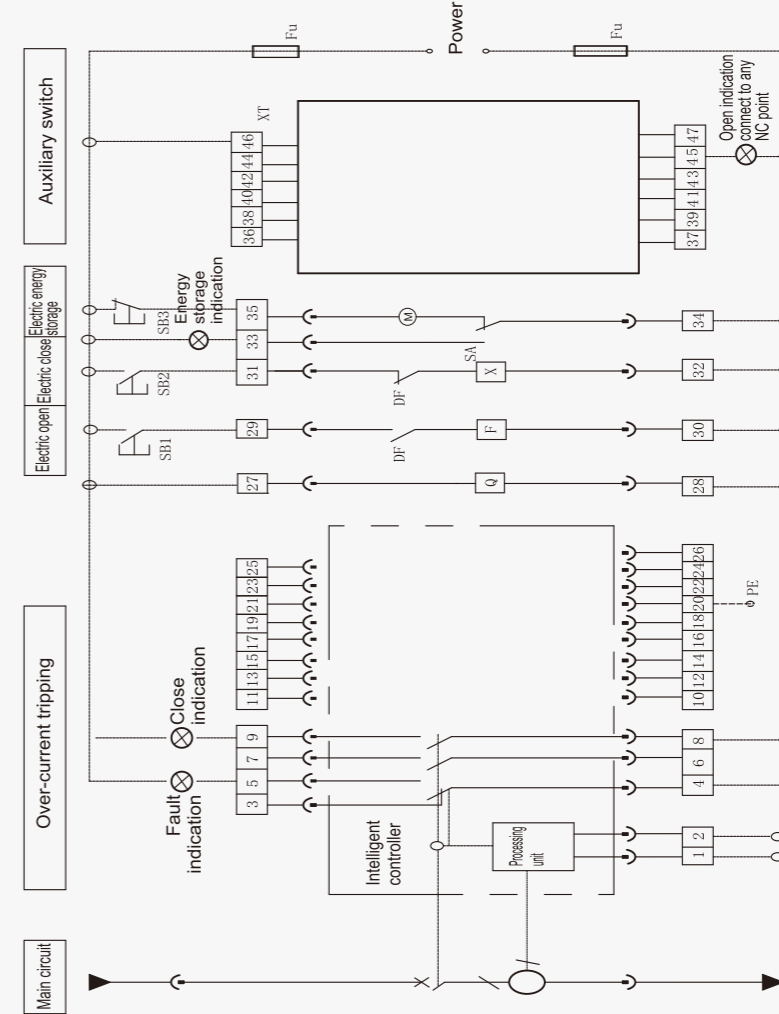 Main circuit
Over-current tripping
Electric open
Electric close
Electric energy
storage
Auxiliary switch
Fu
Power
Fu
Fault
indication
Close
indication
SB1
SB2
SB3
Energy
storage
indication
XT
3 5 7 9
11 13 15 17 19 21 23 25
27
29
31 33 35
36 38 40 42 44 46
Intelligent
controller
Processing
unit
Q
DF
F
DF
X
SA
M
1 2
4 6 8
10 12 14 16 18 20 22 24 26
28
30
32
34
37 39 41 43 45 47
PE
Open indication
connect to any
NC point